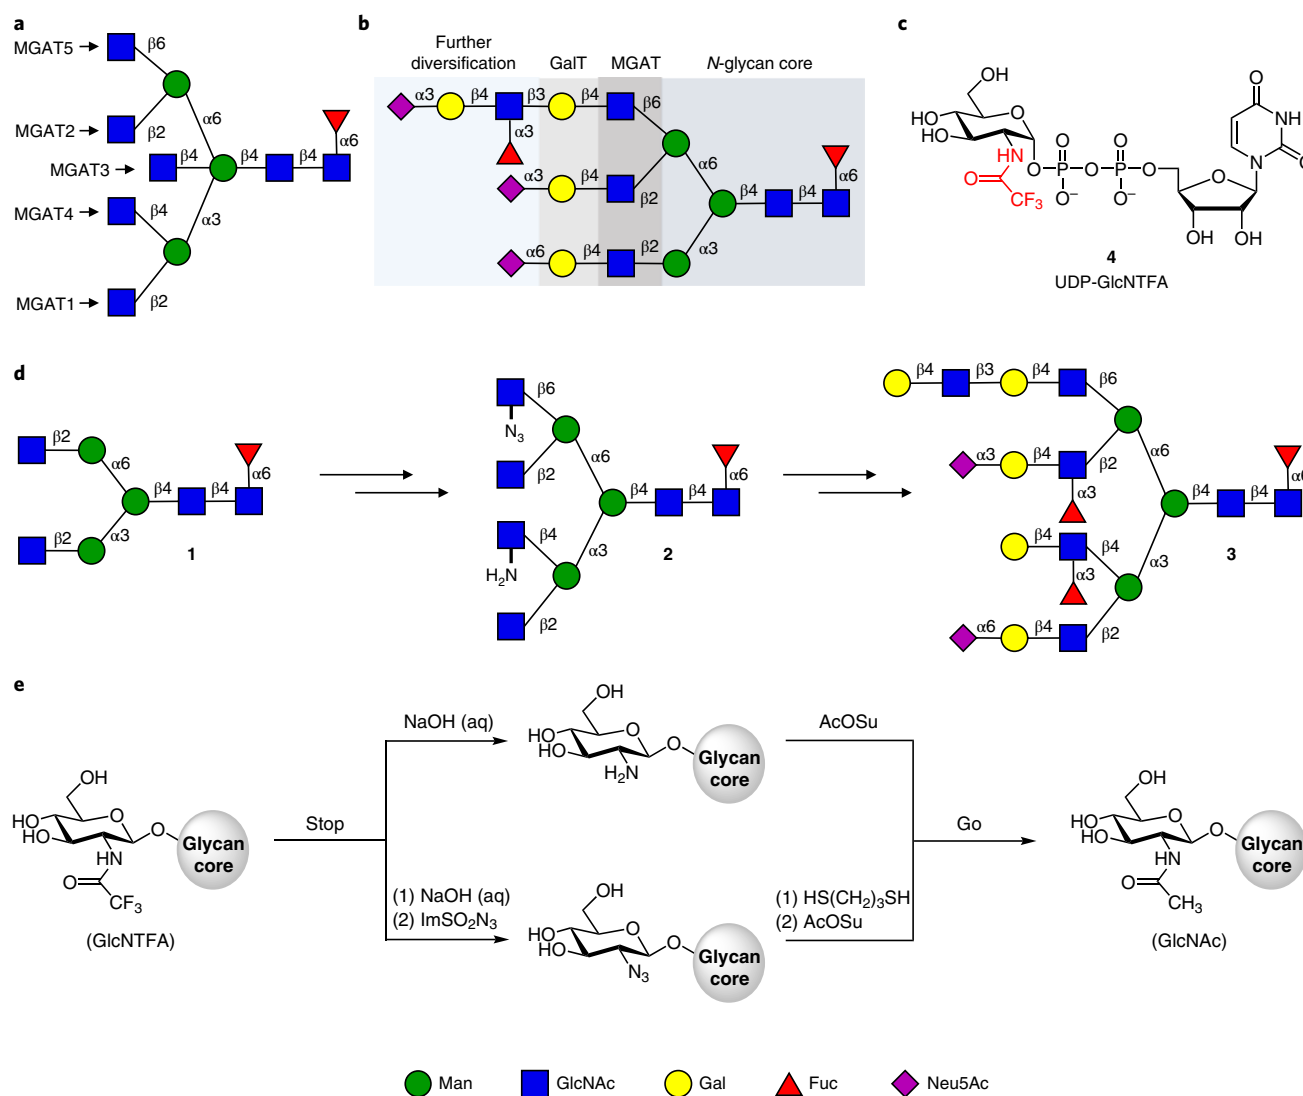 a
MGAT5
β6
MGAT2
β2
α6
MGAT3
β4
β4
β4
α6
MGAT4
β4
α3
MGAT1
β2
b
Further
diversification
GalT
MGAT
N-glycan core
α3
β4
β3
β4
β6
α3
α6
α3
β4
β2
β4
β4
α6
α6
β4
β2
α3
c
OH
HO
HO
O
HN
O
CF3
O
O
P
O−
O
O
P
O−
O
O
OH
OH
N
O
NH
O
4
UDP-GlcNTFA
d
β2
α6
β4
β4
α6
β2
α3
1
β6
N3
β2
α6
β4
β4
α6
β4
H2N
α3
β2
2
β4
β3
β4
β6
α3
β4
β2
α3
α6
β4
β4
β4
β4
α3
α3
α6
β4
β2
3
e
OH
HO
HO
O
O
HN
O
CF3
Glycan
core
(GlcNTFA)
Stop
NaOH (aq)
(1) NaOH (aq)
(2) ImSO2N3
OH
HO
HO
O
O
H2N
Glycan
core
OH
HO
HO
O
O
N3
Glycan
core
AcOSu
(1) HS(CH2)3SH
(2) AcOSu
Go
OH
HO
HO
O
O
HN
O
CH3
Glycan
core
(GlcNAc)
Man
GlcNAc
Gal
Fuc
Neu5Ac